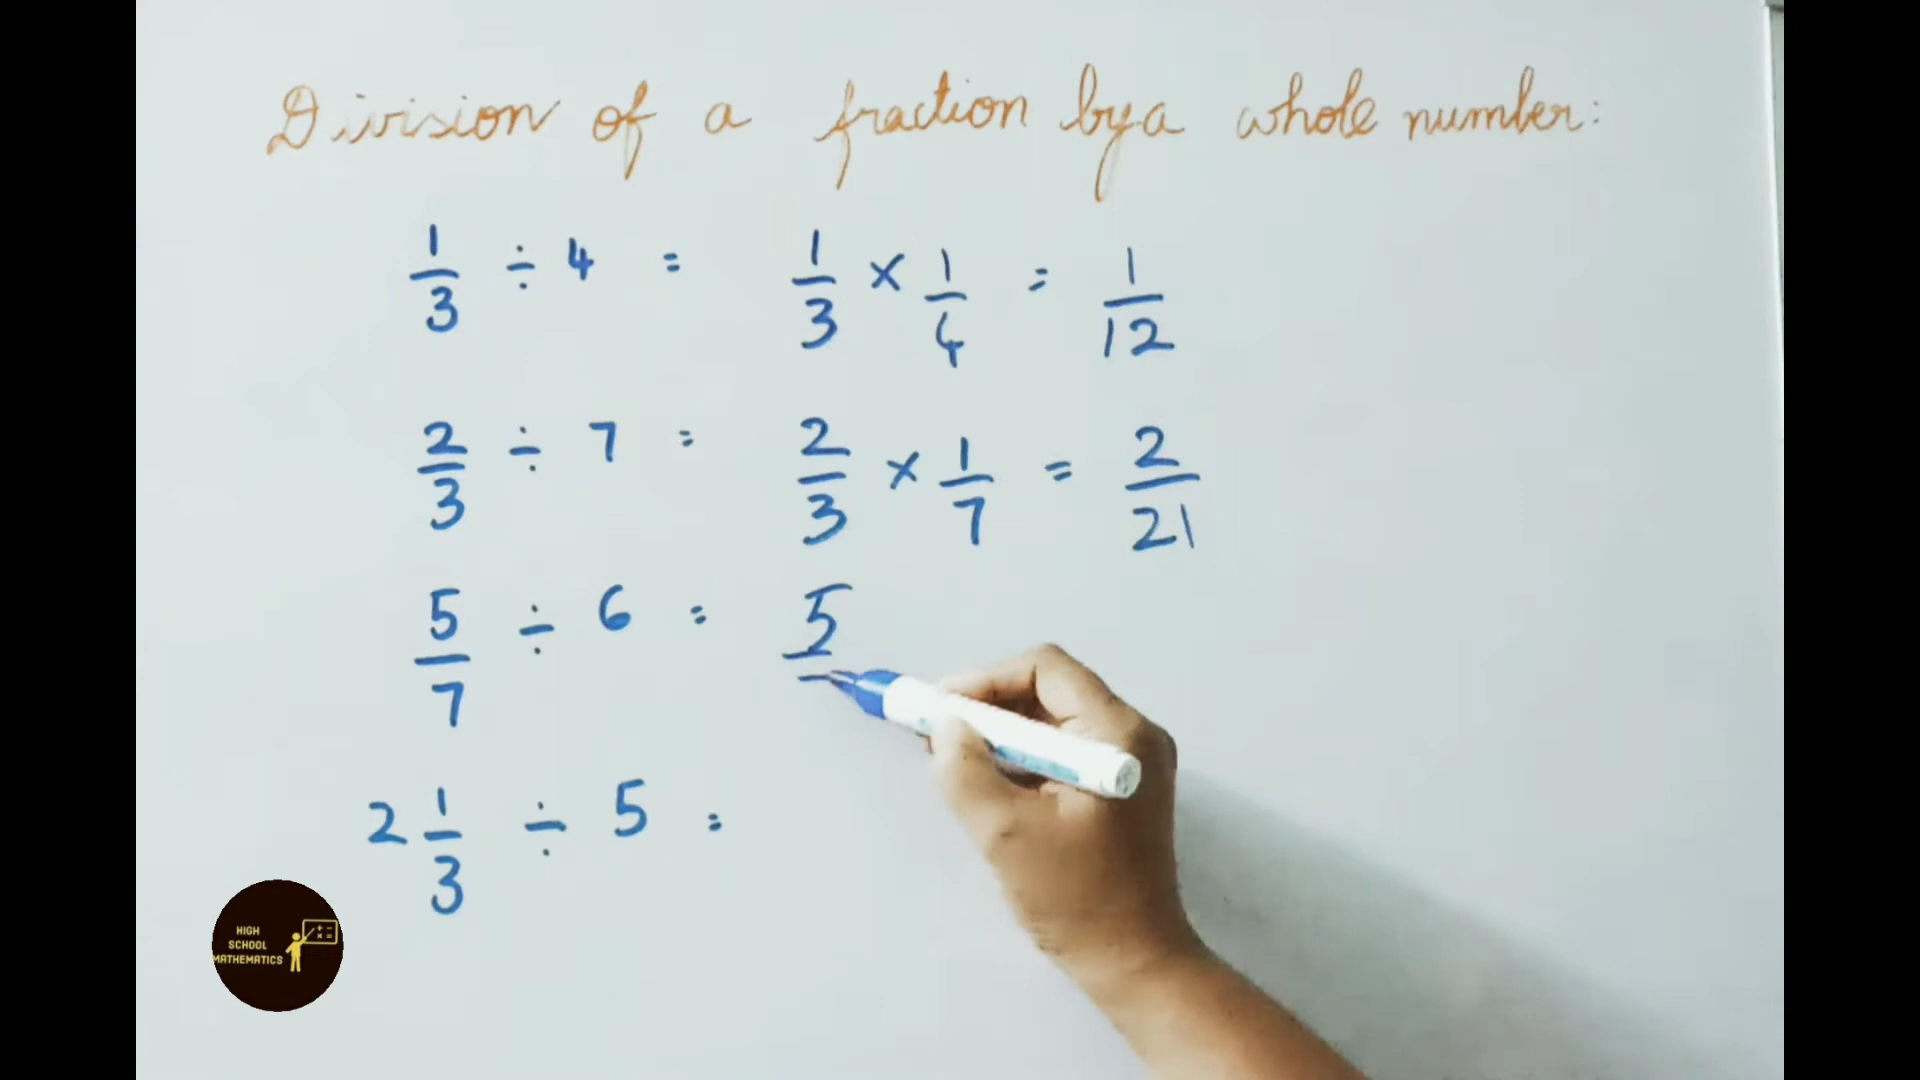 Division of a fraction by a whole number:
1/3 ÷ 4 = 1/3 × 1/4 = 1/12
2/3 ÷ 7 = 2/3 × 1/7 = 2/21
5/7 ÷ 6 = 5/
2 1/3 ÷ 5 =
HIGH
SCHOOL
MATHEMATICS